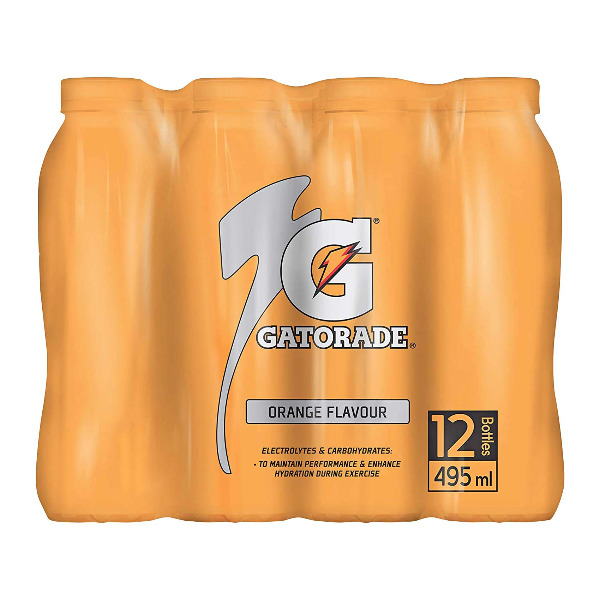 G®
GATORADE®
ORANGE FLAVOUR
ELECTROLYTES & CARBOHYDRATES:
• TO MAINTAIN PERFORMANCE & ENHANCE
HYDRATION DURING EXERCISE
12 Bottles
495 ml